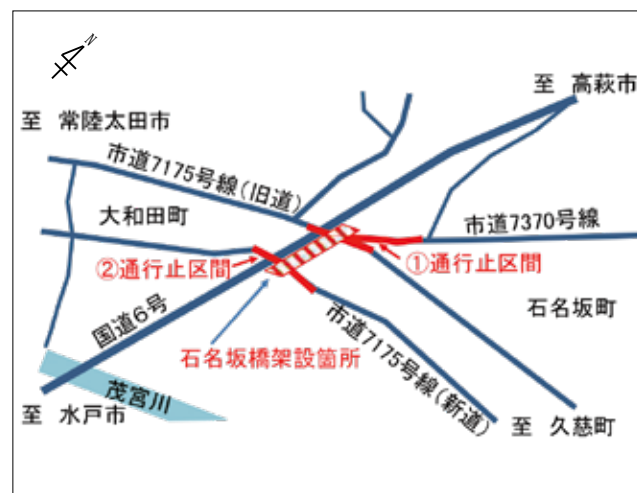 N
至 高萩市
至 常陸太田市
市道7175号線(旧道)
大和田町
市道7370号線
②通行止区間
①通行止区間
国道6号
石名坂町
石名坂橋架設箇所
市道7175号線(新道)
茂宮川
至 水戸市
至 久慈町